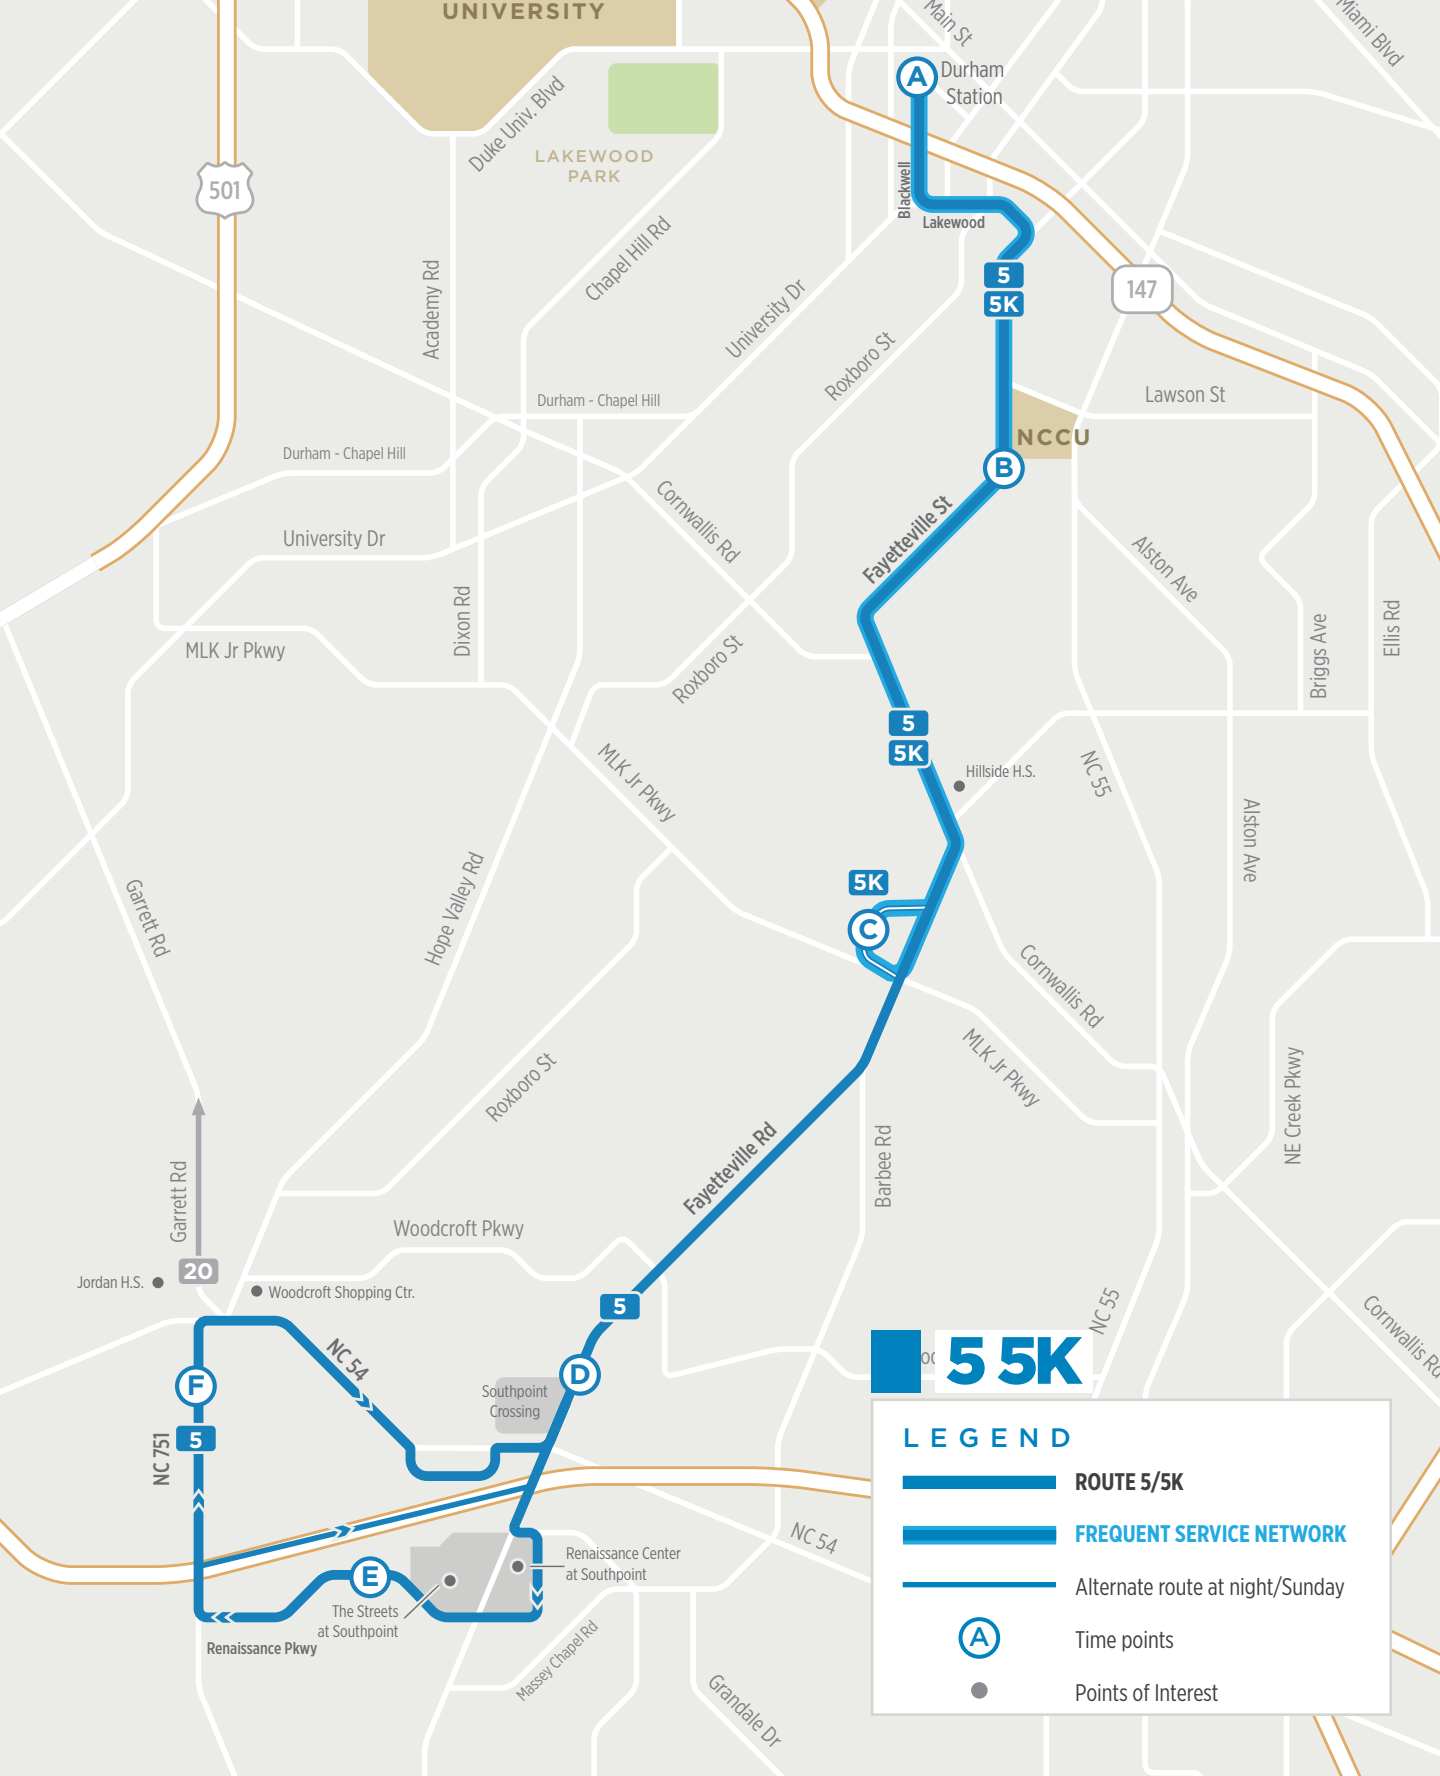 UNIVERSITY
Main St
Miami Blvd
A
Durham
Station
Duke Univ. Blvd
LAKEWOOD
PARK
501
Blackwell
Lakewood
Chapel Hill Rd
Academy Rd
5
5K
147
University Dr
Roxboro St
Durham - Chapel Hill
Lawson St
NCCU
Durham - Chapel Hill
B
Cornwallis Rd
Fayetteville St
University Dr
Alston Ave
Dixon Rd
Briggs Ave
Ellis Rd
MLK Jr Pkwy
Roxboro St
5
5K
MLK Jr Pkwy
Hillside H.S.
NC 55
Alston Ave
5K
C
Garrett Rd
Hope Valley Rd
Cornwallis Rd
MLK Jr Pkwy
Roxboro St
NE Creek Pkwy
Fayetteville Rd
Barbee Rd
Garrett Rd
Woodcroft Pkwy
20
Jordan H.S.
Woodcroft Shopping Ctr.
5
NC 55
Cornwallis Rd
NC 54
D
F
Southpoint
Crossing
5
NC 751
5 5K
LEGEND
ROUTE 5/5K
FREQUENT SERVICE NETWORK
Alternate route at night/Sunday
A
Time points
Points of Interest
NC 54
Renaissance Center
at Southpoint
E
The Streets
at Southpoint
Renaissance Pkwy
Massey Chapel Rd
Grandale Dr